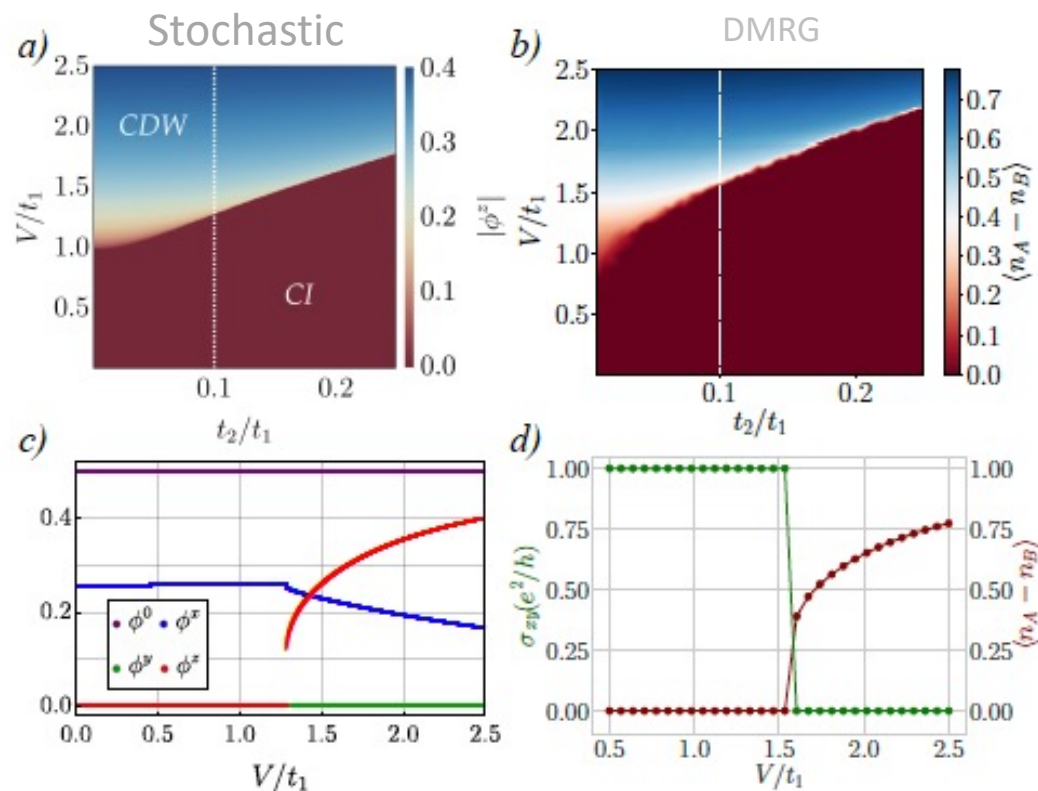 Stochastic
DMRG
a)
2.5
2.0
1.5
1.0
0.5
V/t₁
CDW
CI
0.1
0.2
t₂/t₁
0.4
0.3
0.2
0.1
0.0
|ϕᶻ|
b)
2.5
2.0
1.5
1.0
0.5
V/t₁
0.1
0.2
t₂/t₁
0.7
0.6
0.5
0.4
0.3
0.2
0.1
0.0
⟨n_A − n_B⟩
c)
0.4
0.2
0.0
ϕ⁰ ϕˣ
ϕʸ ϕᶻ
0.0 0.5 1.0 1.5 2.0 2.5
V/t₁
d)
1.00
0.75
0.50
0.25
0.00
σ_xy(e²/h)
1.00
0.75
0.50
0.25
0.00
⟨n_A − n_B⟩
0.5 1.0 1.5 2.0 2.5
V/t₁